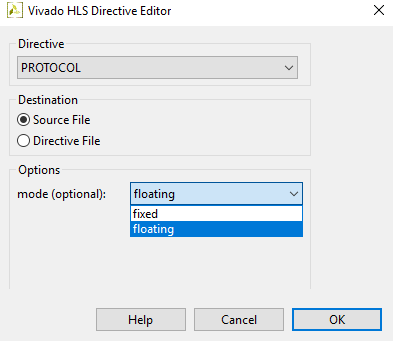 Vivado HLS Directive Editor
Directive
PROTOCOL
Destination
Source File
Directive File
Options
mode (optional): floating
fixed
floating
Help Cancel OK